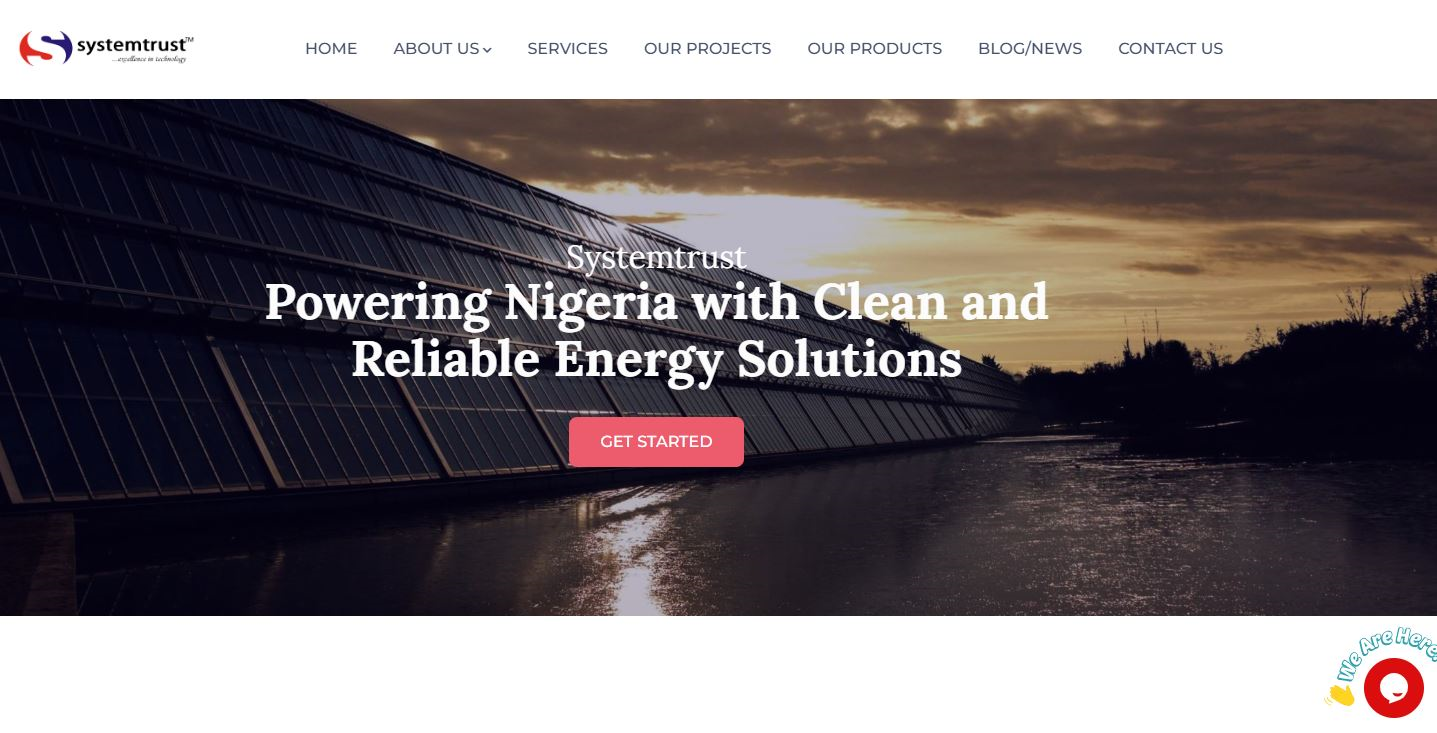 systemtrust™
...excellence in technology
HOME
ABOUT US
SERVICES
OUR PROJECTS
OUR PRODUCTS
BLOG/NEWS
CONTACT US
Systemtrust
Powering Nigeria with Clean and
Reliable Energy Solutions
GET STARTED
We Are Here!